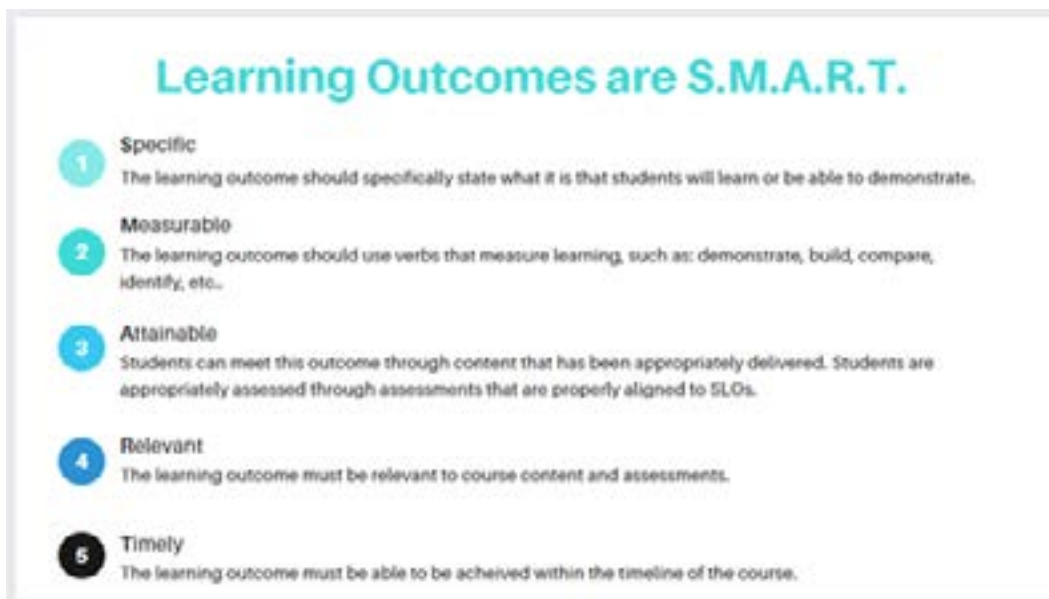 Learning Outcomes are S.M.A.R.T.
1
Specific
The learning outcome should specifically state what it is that students will learn or be able to demonstrate.
2
Measurable
The learning outcome should use verbs that measure learning, such as: demonstrate, build, compare,
identify, etc..
3
Attainable
Students can meet this outcome through content that has been appropriately delivered. Students are
appropriately assessed through assessments that are properly aligned to SLOs.
4
Relevant
The learning outcome must be relevant to course content and assessments.
5
Timely
The learning outcome must be able to be acheived within the timeline of the course.